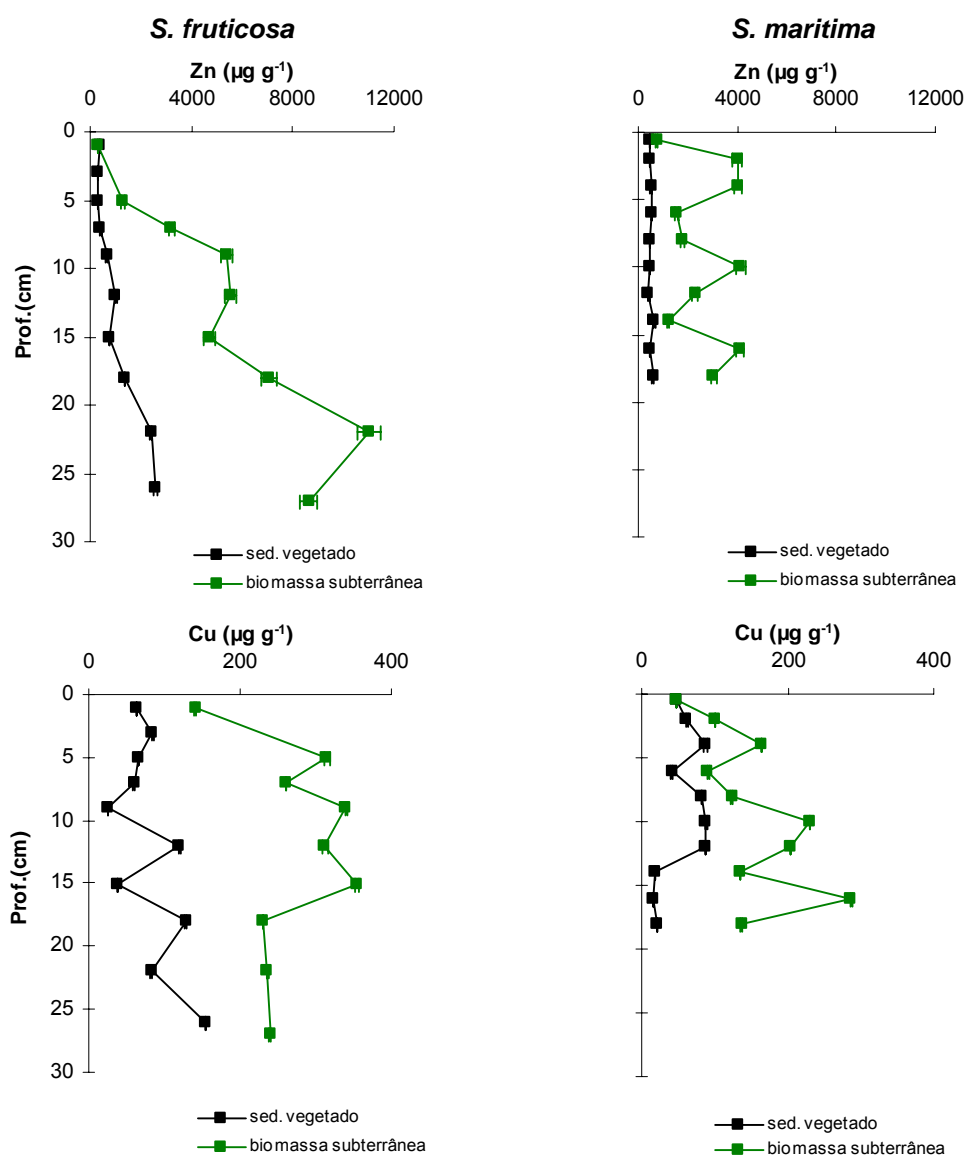 S. fruticosa
S. maritima
Zn (µg g-1)
0 4000 8000 12000
Zn (µg g-1)
0 4000 8000 12000
Prof.(cm)
0
5
10
15
20
25
30
sed. vegetado
biomassa subterrânea
sed. vegetado
biomassa subterrânea
Cu (µg g-1)
0 200 400
Cu (µg g-1)
0 200 400
Prof.(cm)
0
5
10
15
20
25
30
sed. vegetado
biomassa subterrânea
sed. vegetado
biomassa subterrânea